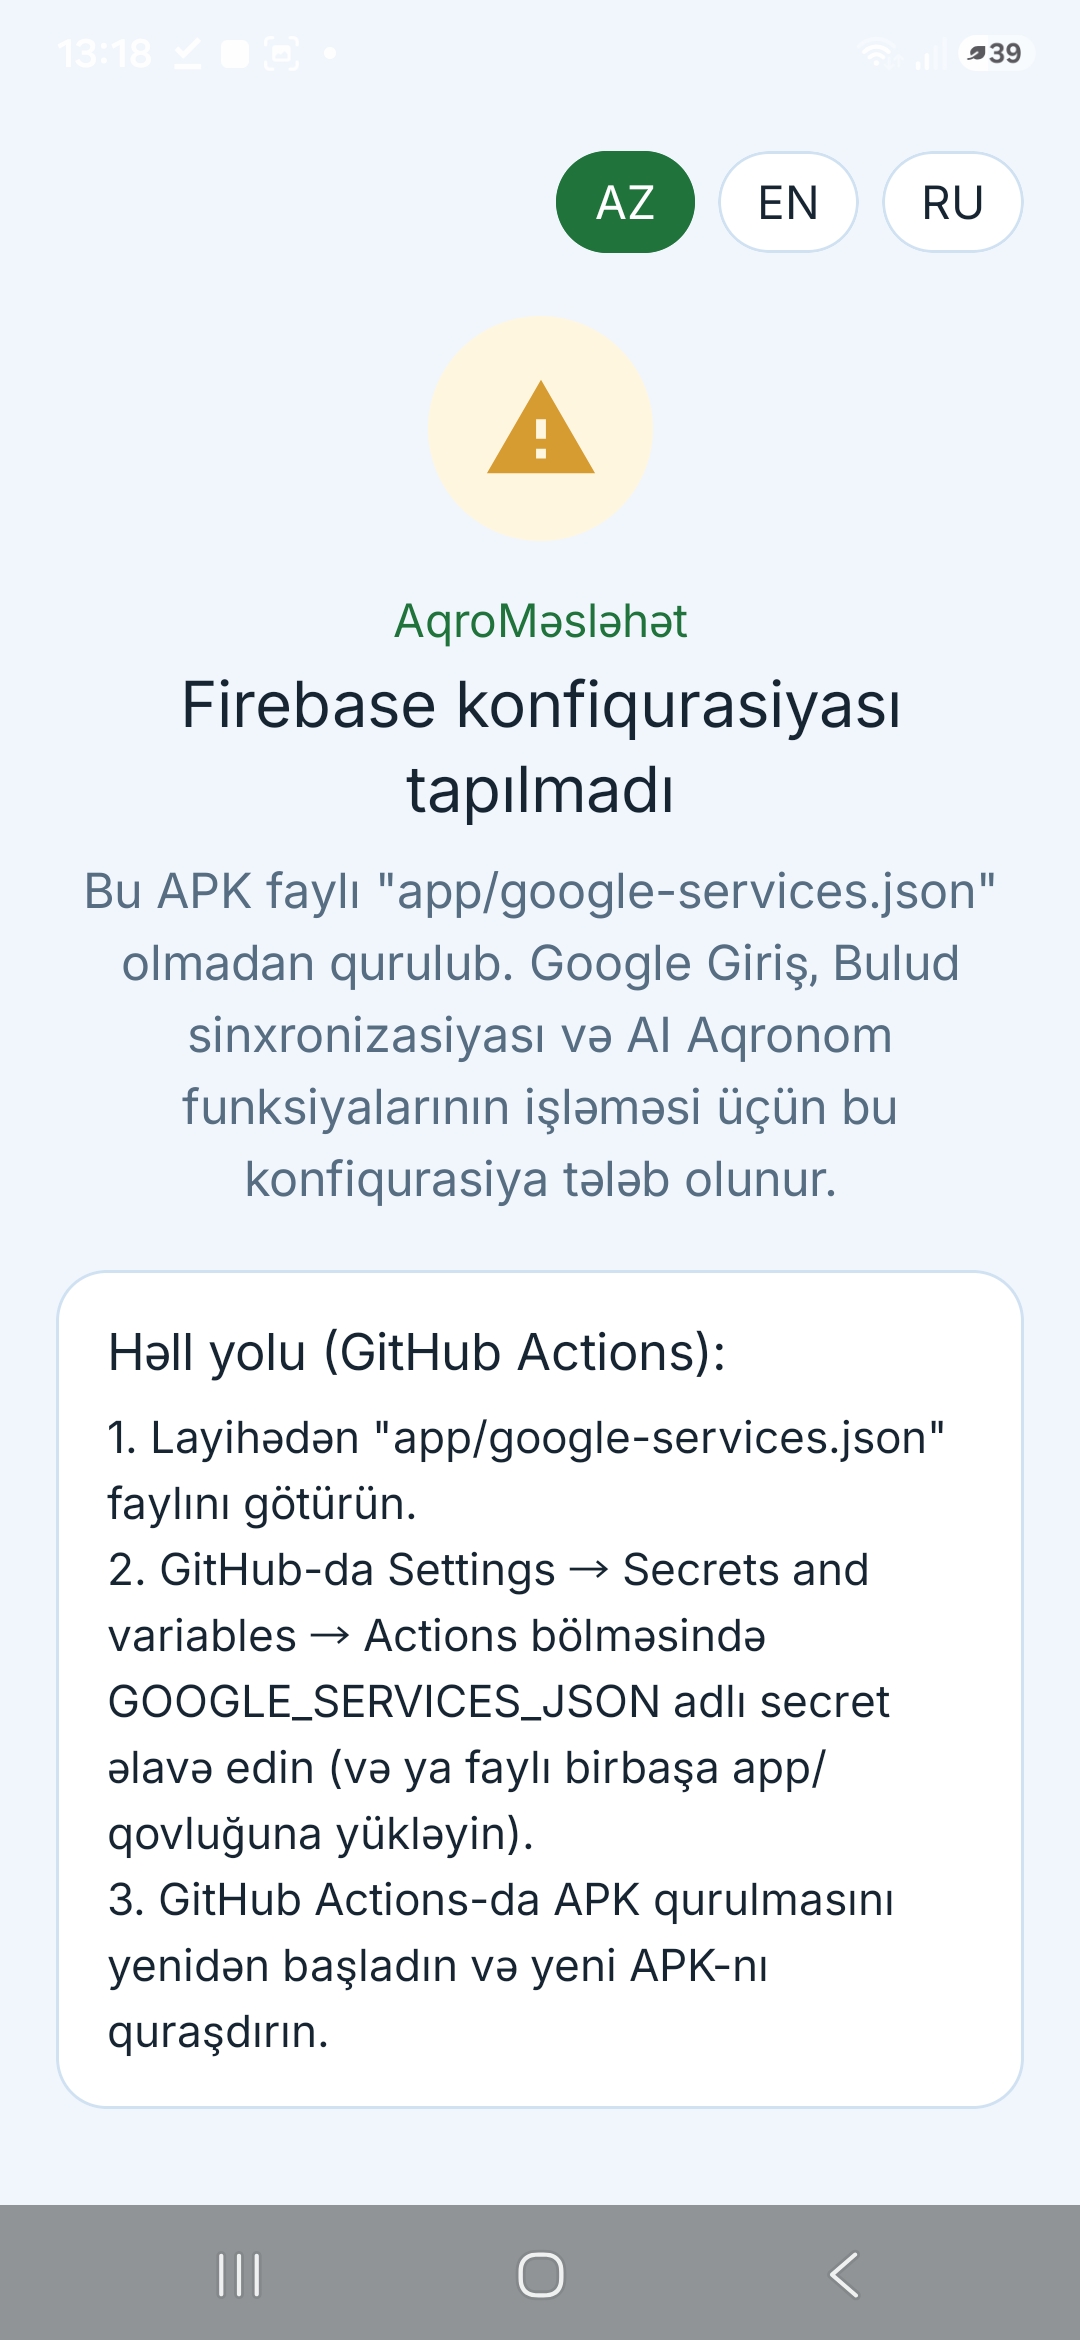 13:18
39
AZ EN RU
AqroMəsləhət
Firebase konfiqurasiyası
tapılmadı
Bu APK faylı "app/google-services.json"
olmadan qurulub. Google Giriş, Bulud
sinxronizasiyası və AI Aqronom
funksiyalarının işləməsi üçün bu
konfiqurasiya tələb olunur.
Həll yolu (GitHub Actions):
1. Layihədən "app/google-services.json"
faylını götürün.
2. GitHub-da Settings → Secrets and
variables → Actions bölməsində
GOOGLE_SERVICES_JSON adlı secret
əlavə edin (və ya faylı birbaşa app/
qovluğuna yükləyin).
3. GitHub Actions-da APK qurulmasını
yenidən başladın və yeni APK-nı
quraşdırın.